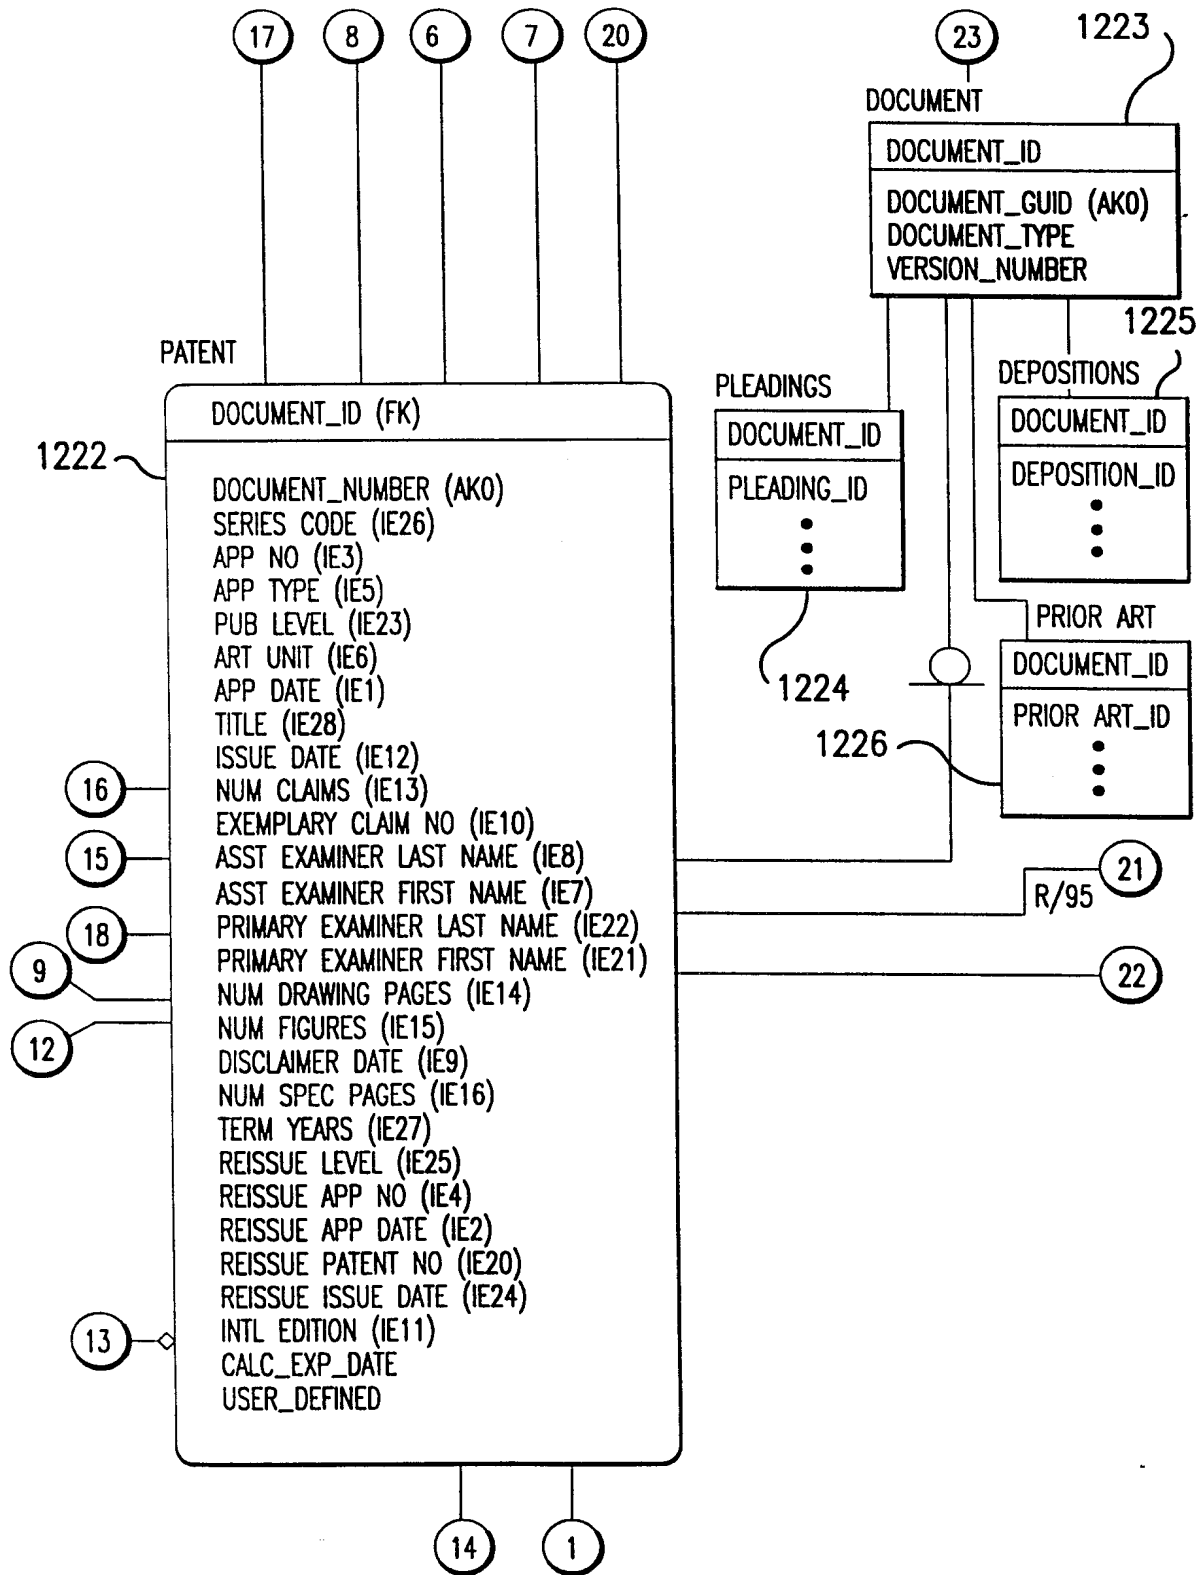 17 8 6 7 20 23 1223
DOCUMENT
DOCUMENT_ID
DOCUMENT_GUID (AK0)
DOCUMENT_TYPE
VERSION_NUMBER
1225
PATENT
DOCUMENT_ID (FK)
1222
DOCUMENT_NUMBER (AK0)
SERIES CODE (IE26)
APP NO (IE3)
APP TYPE (IE5)
PUB LEVEL (IE23)
ART UNIT (IE6)
APP DATE (IE1)
TITLE (IE28)
ISSUE DATE (IE12)
NUM CLAIMS (IE13)
EXEMPLARY CLAIM NO (IE10)
ASST EXAMINER LAST NAME (IE8)
ASST EXAMINER FIRST NAME (IE7)
PRIMARY EXAMINER LAST NAME (IE22)
PRIMARY EXAMINER FIRST NAME (IE21)
NUM DRAWING PAGES (IE14)
NUM FIGURES (IE15)
DISCLAIMER DATE (IE9)
NUM SPEC PAGES (IE16)
TERM YEARS (IE27)
REISSUE LEVEL (IE25)
REISSUE APP NO (IE4)
REISSUE APP DATE (IE2)
REISSUE PATENT NO (IE20)
REISSUE ISSUE DATE (IE24)
INTL EDITION (IE11)
CALC_EXP_DATE
USER_DEFINED
PLEADINGS
DOCUMENT_ID
PLEADING_ID
1224
DEPOSITIONS
DOCUMENT_ID
DEPOSITION_ID
PRIOR ART
DOCUMENT_ID
PRIOR ART_ID
1226
16
15
18
9
12
13
21
R/95
22
14 1